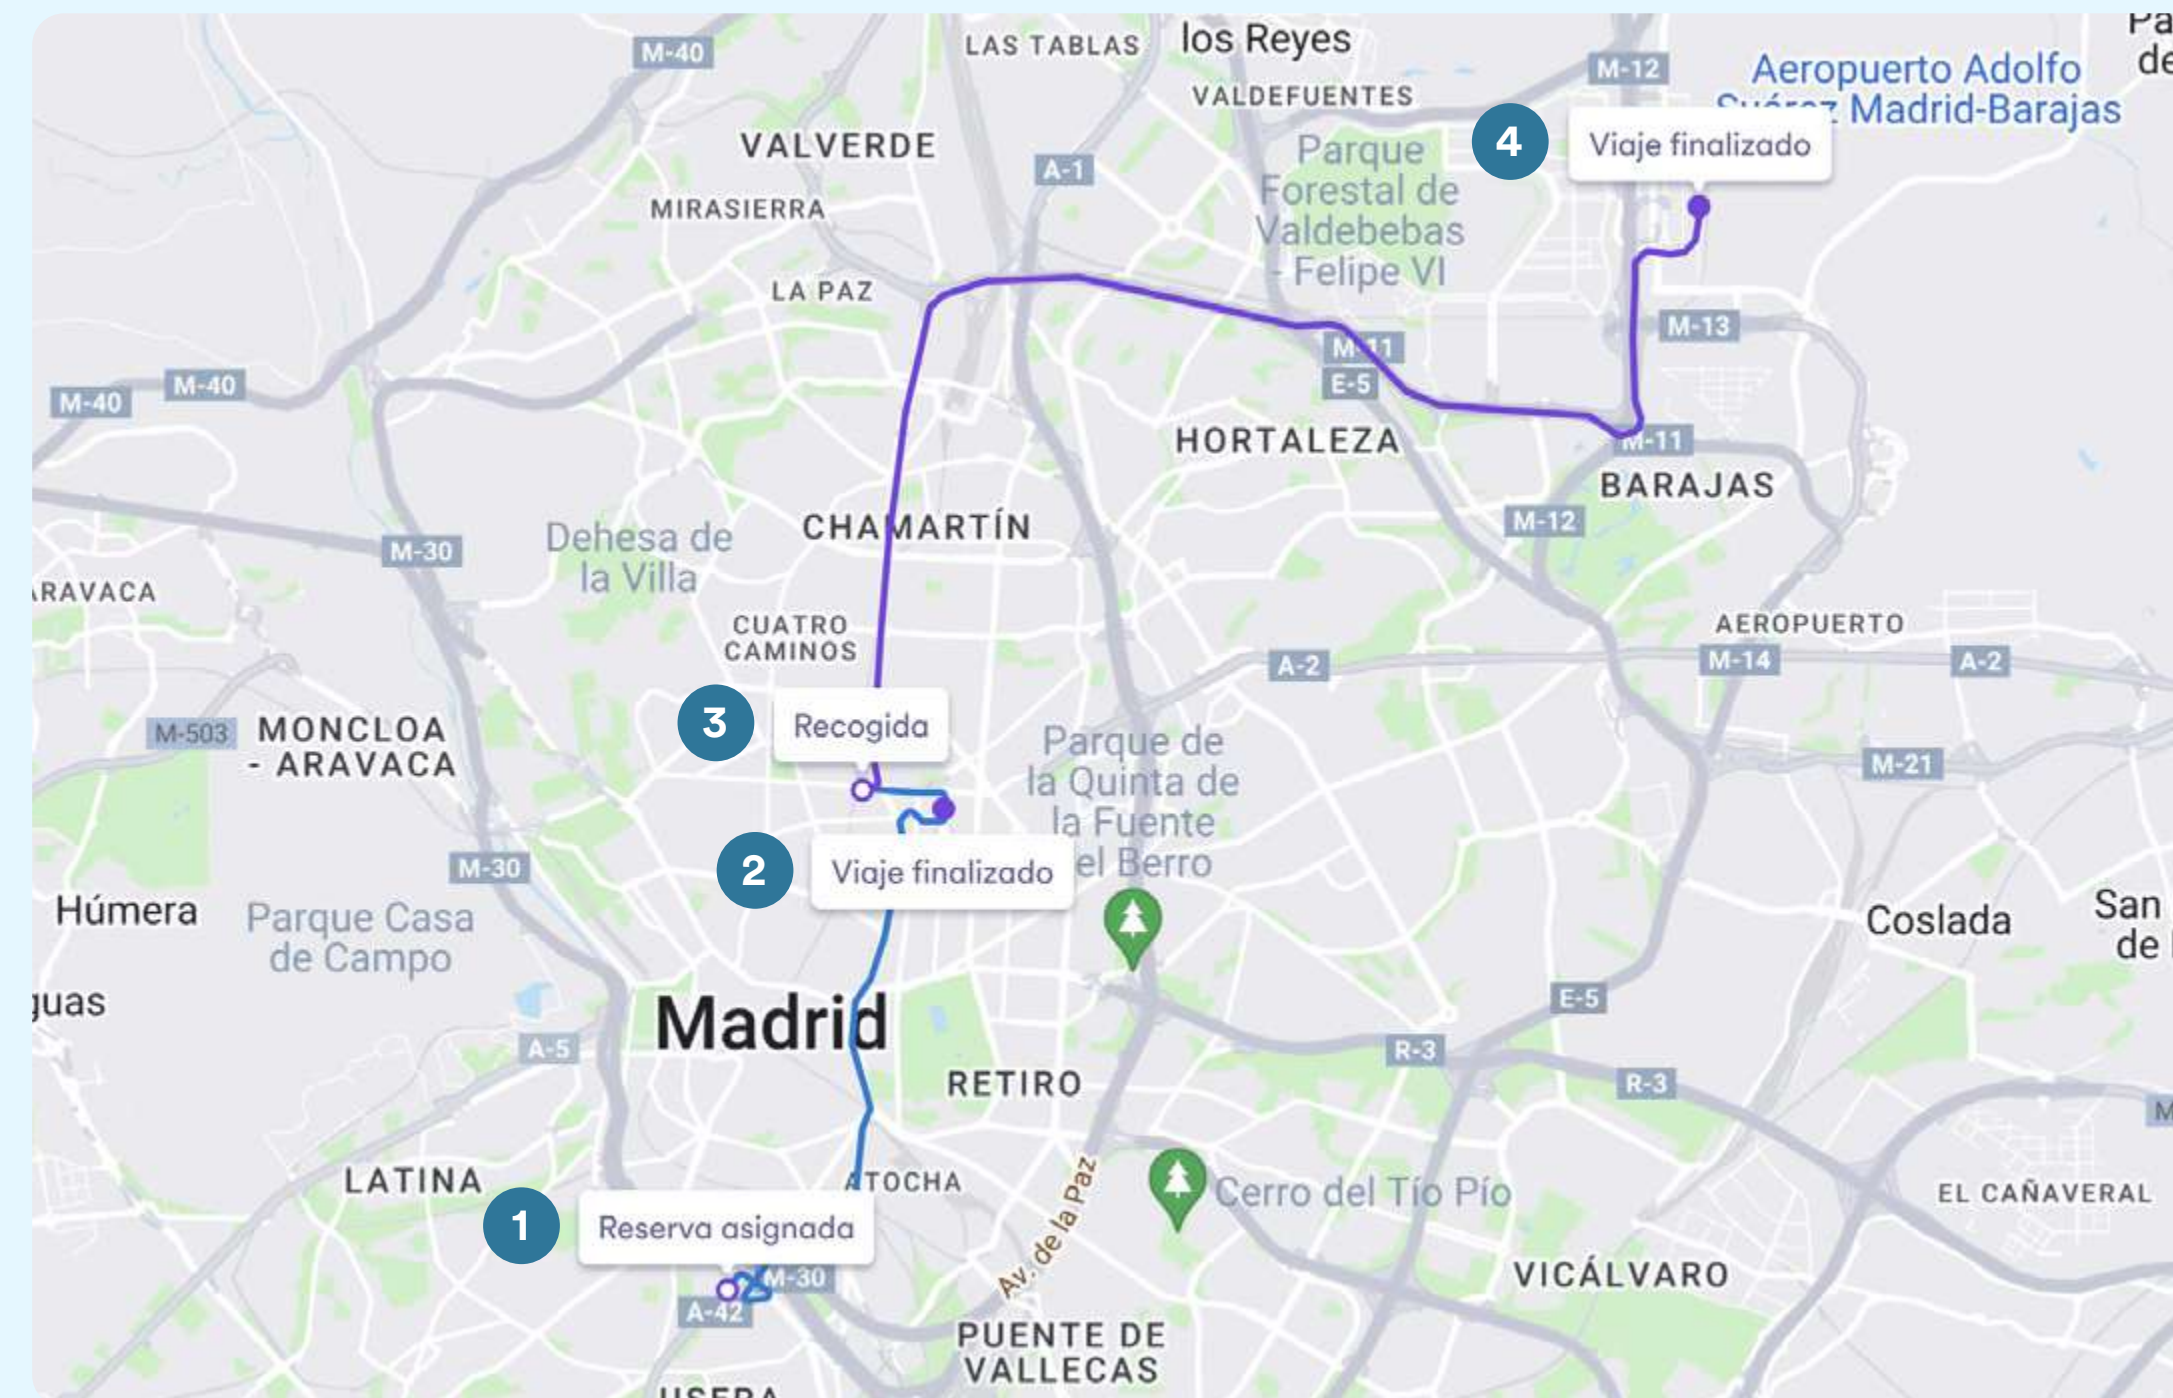 M-40
LAS TABLAS
los Reyes
VALDEFUENTES
M-12
Aeropuerto Adolfo
Suárez Madrid-Barajas
4
Viaje finalizado
VALVERDE
A-1
Parque
Forestal de
Valdebebas
- Felipe VI
MIRASIERRA
LA PAZ
M-13
M-11
E-5
M-40
M-40
HORTALEZA
M-11
BARAJAS
CHAMARTÍN
M-12
Dehesa de
la Villa
M-30
ARAVACA
CUATRO
CAMINOS
AEROPUERTO
A-2
M-14
A-2
3
Recogida
M-503
MONCLOA
- ARAVACA
Parque de
la Quinta de
la Fuente
el Berro
M-21
2
Viaje finalizado
M-30
Húmera
Parque Casa
de Campo
Coslada
San
de
guas
Madrid
E-5
A-5
R-3
RETIRO
R-3
LATINA
ATOCHA
Av. de la Paz
Cerro del Tío Pío
EL CAÑAVERAL
1
Reserva asignada
M-30
A-42
VICÁLVARO
PUENTE DE
VALLECAS
USERA